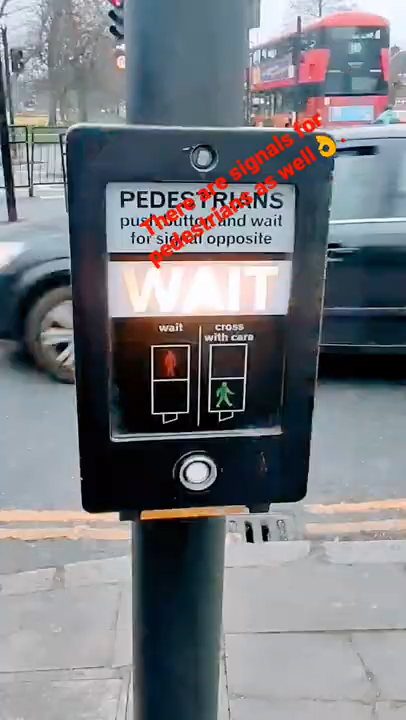 There are signals for
pedestrians as well👌.
PEDESTRIANS
push button and wait
for signal opposite
WAIT
wait
cross
with care